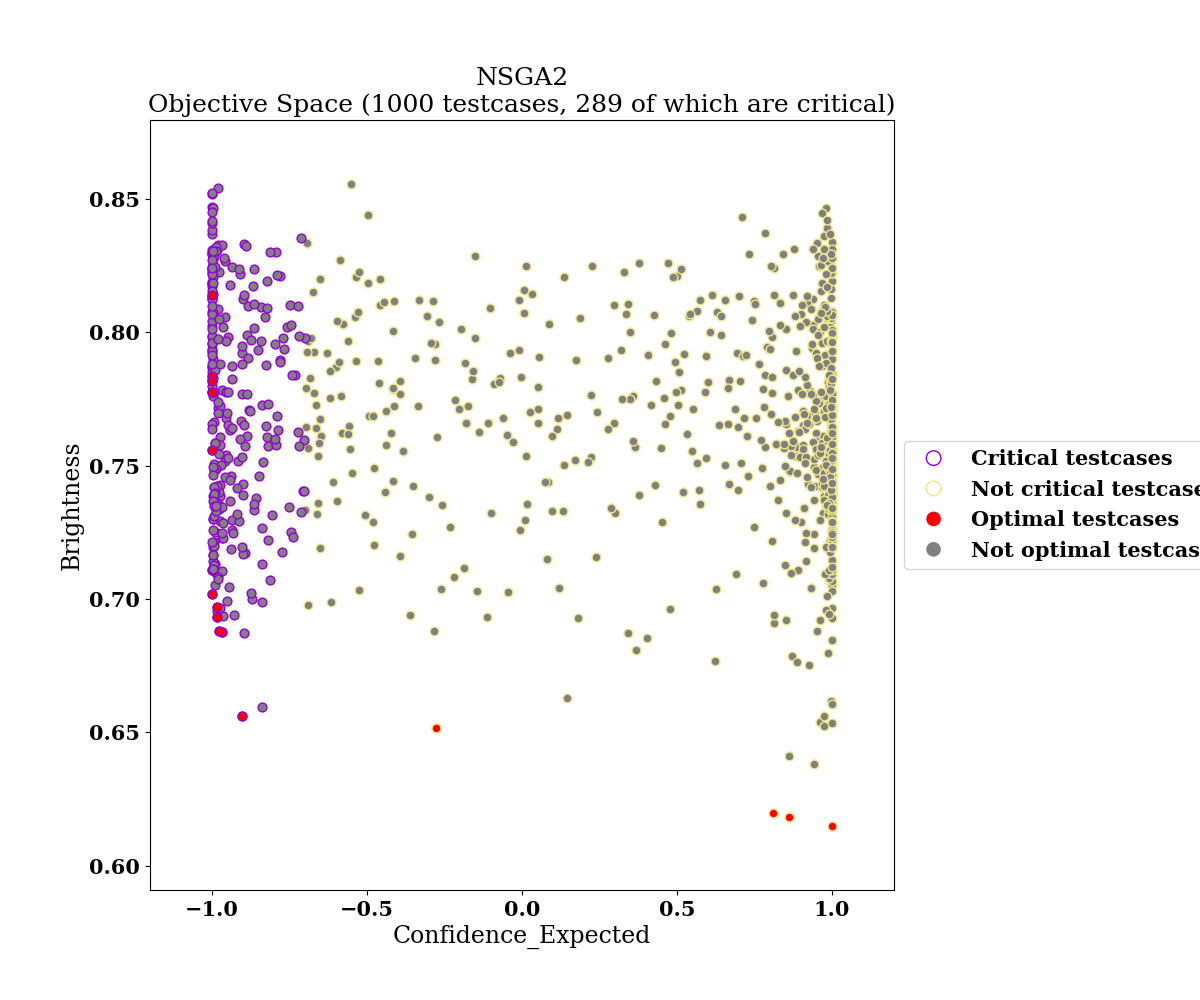 NSGA2
Objective Space (1000 testcases, 289 of which are critical)
0.85
0.80
0.75
0.70
0.65
0.60
Brightness
−1.0
−0.5
0.0
0.5
1.0
Confidence_Expected
Critical testcases
Not critical testcase
Optimal testcases
Not optimal testcas